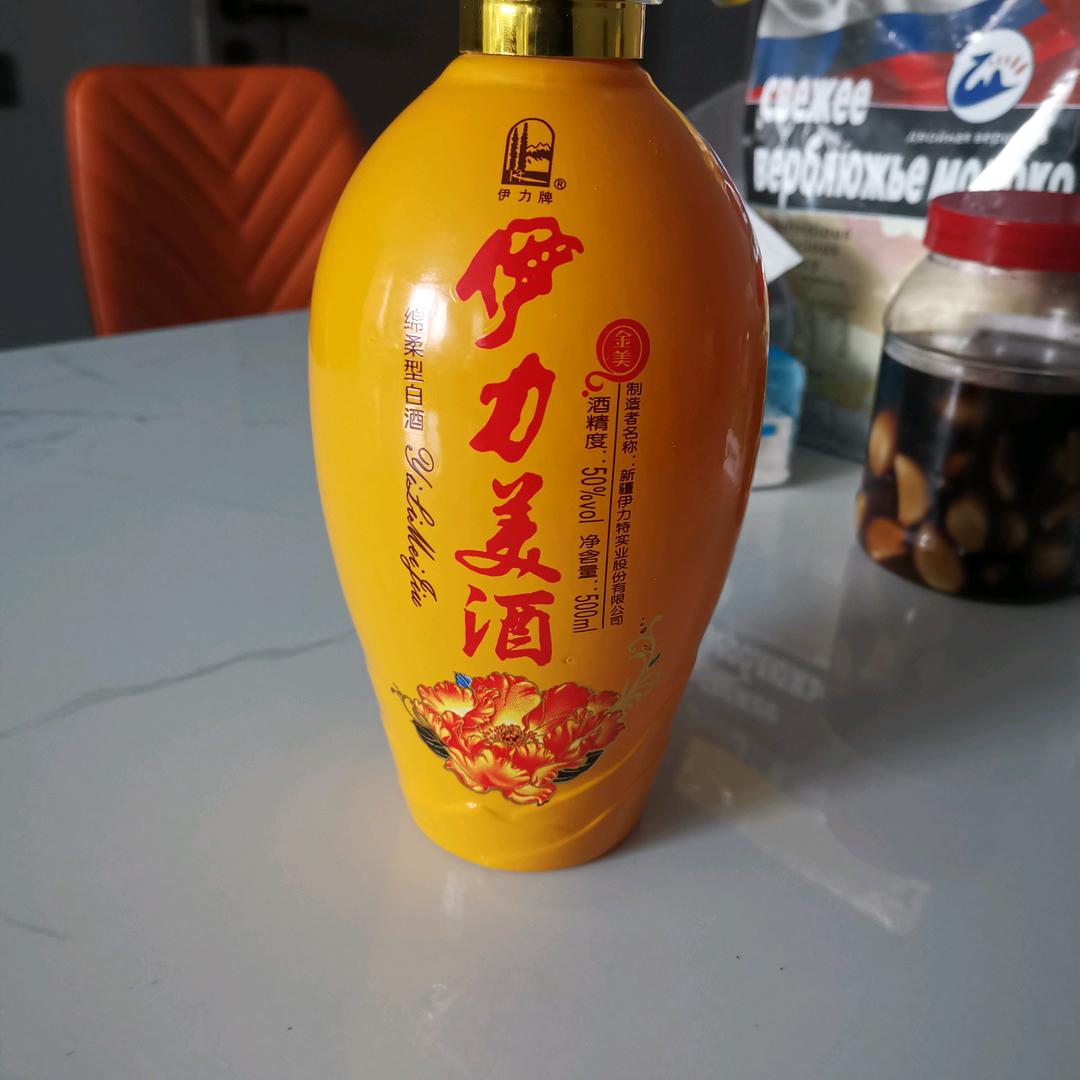 伊力牌
®
伊力美酒
绵柔型白酒
YiLiMeiJiu
金美
制造者名称:新疆伊力特实业股份有限公司
酒精度:50%vol 净含量:500ml
свежее
двойная
верблюжье молоко